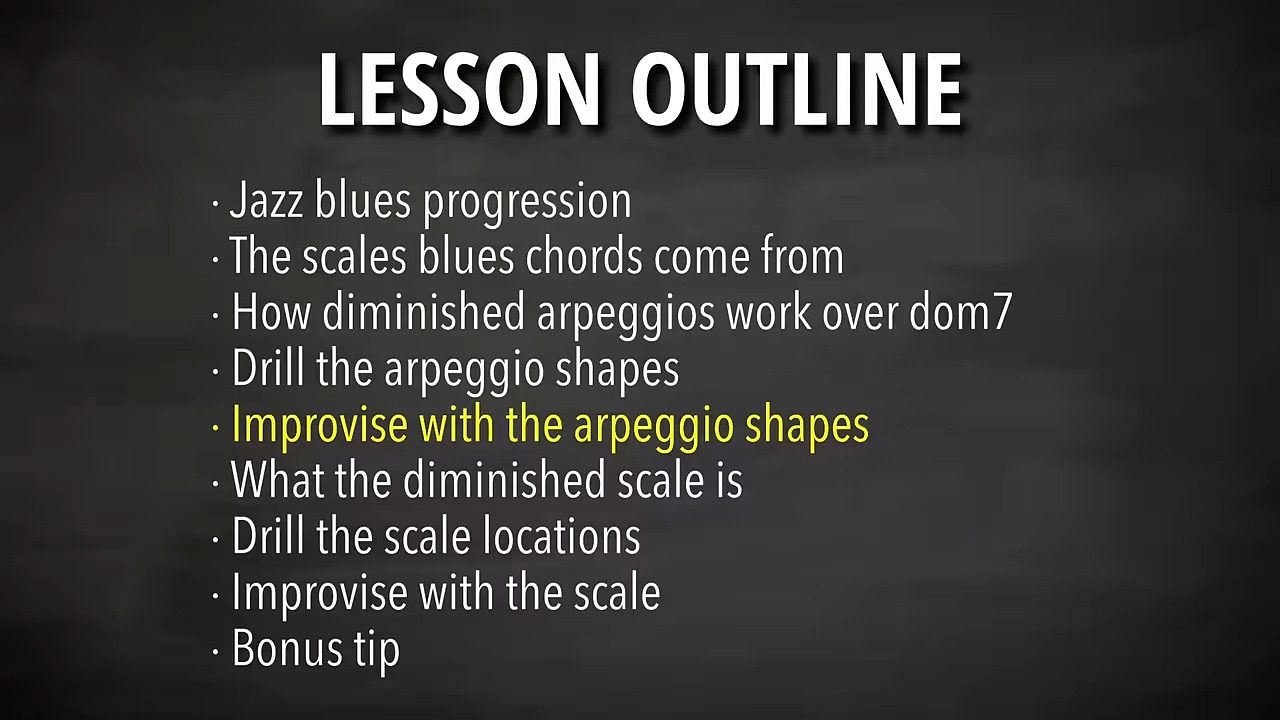 LESSON OUTLINE
· Jazz blues progression
· The scales blues chords come from
· How diminished arpeggios work over dom7
· Drill the arpeggio shapes
· Improvise with the arpeggio shapes
· What the diminished scale is
· Drill the scale locations
· Improvise with the scale
· Bonus tip